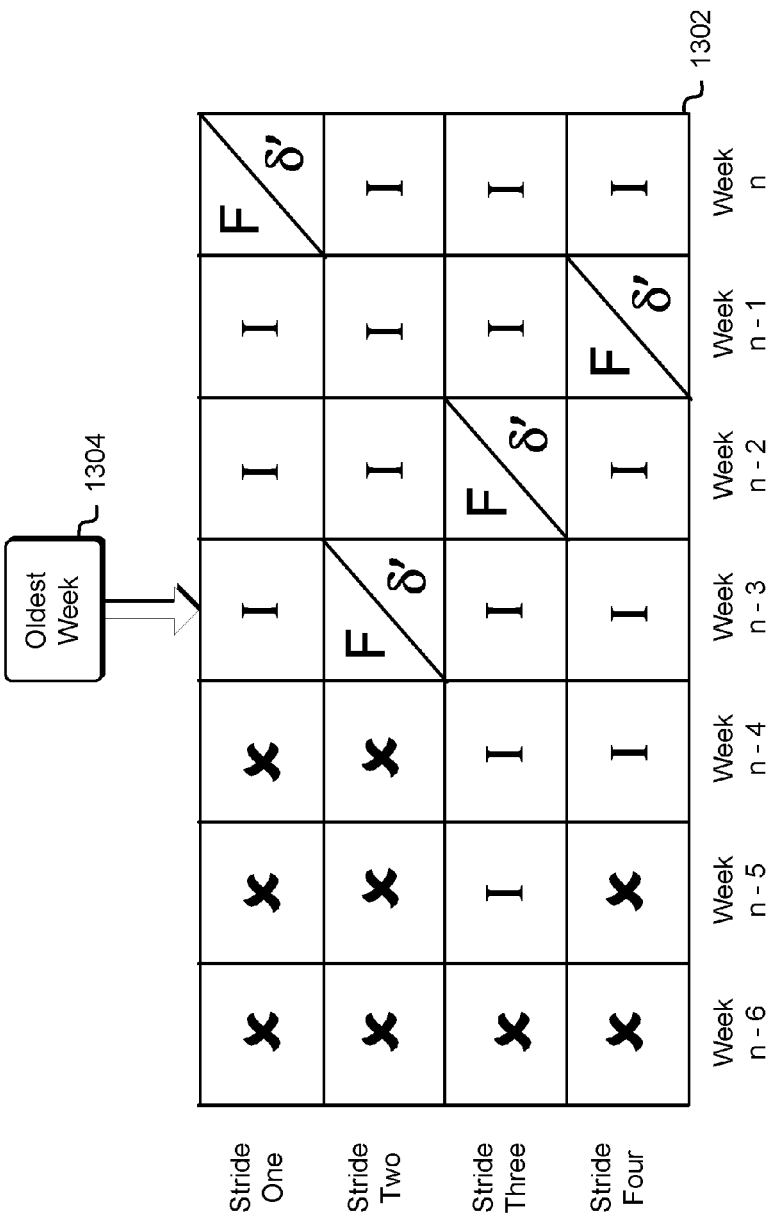 Oldest
Week
1304
Stride
One
✘ ✘ ✘ I I I F δ′
Stride
Two
✘ ✘ ✘ F δ′ I I I
Stride
Three
✘ I I I F δ′ I I
Stride
Four
✘ ✘ I I I F δ′ I
1302
Week
n - 6
Week
n - 5
Week
n - 4
Week
n - 3
Week
n - 2
Week
n - 1
Week
n